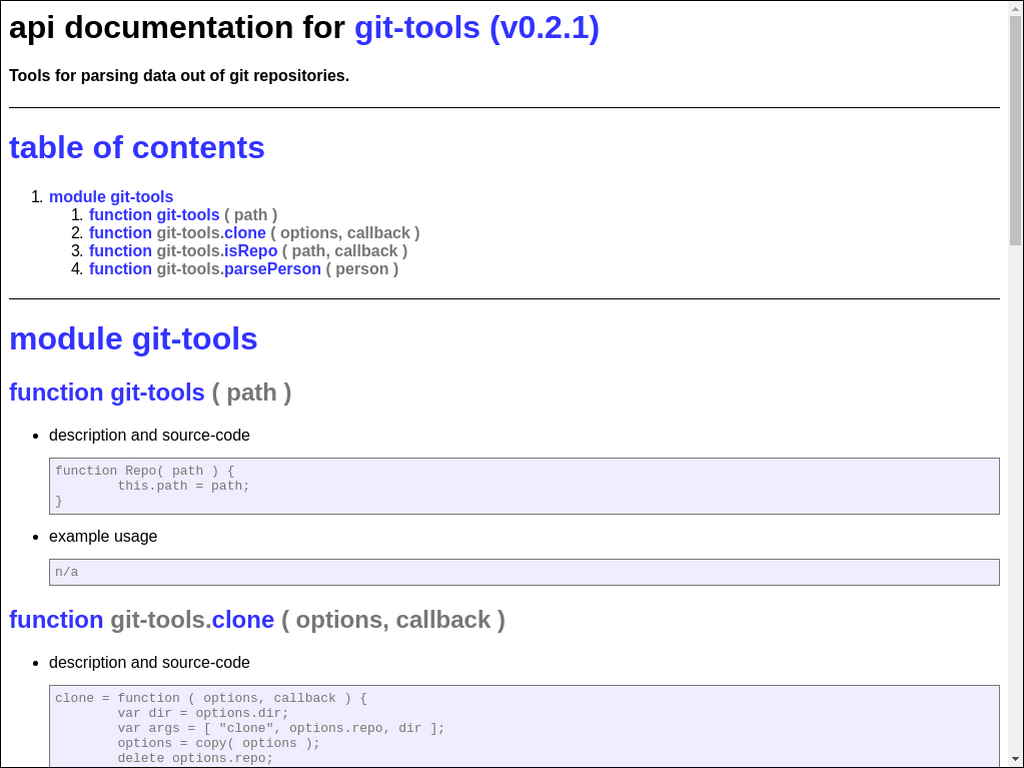 api documentation for git-tools (v0.2.1)
Tools for parsing data out of git repositories.
table of contents
1. module git-tools
1. function git-tools ( path )
2. function git-tools.clone ( options, callback )
3. function git-tools.isRepo ( path, callback )
4. function git-tools.parsePerson ( person )
module git-tools
function git-tools ( path )
• description and source-code
function Repo( path ) {
        this.path = path;
}
• example usage
n/a
function git-tools.clone ( options, callback )
• description and source-code
clone = function ( options, callback ) {
        var dir = options.dir;
        var args = [ "clone", options.repo, dir ];
        options = copy( options );
        delete options.repo;